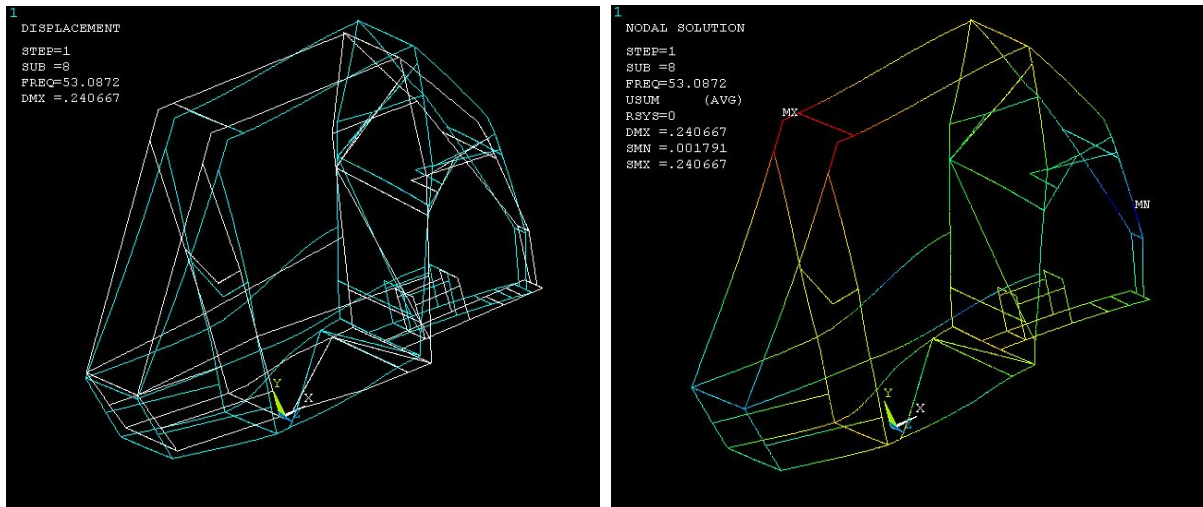 1
DISPLACEMENT
STEP=1
SUB =8
FREQ=53.0872
DMX =.240667
Y
X
Z
1
NODAL SOLUTION
STEP=1
SUB =8
FREQ=53.0872
USUM (AVG)
RSYS=0
DMX =.240667
SMN =.001791
SMX =.240667
MX
MN
Y
X
Z